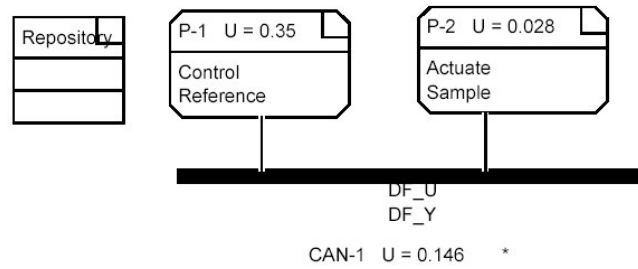 Repository
P-1 U = 0.35
Control
Reference
P-2 U = 0.028
Actuate
Sample
DF_U
DF_Y
CAN-1 U = 0.146 *